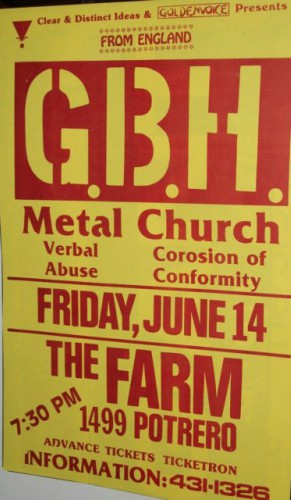 Clear & Distinct Ideas & GOLDENVOICE Presents
FROM ENGLAND
G.B.H.
Metal Church
Verbal Abuse
Corosion of Conformity
FRIDAY, JUNE 14
THE FARM
7:30 PM
1499 POTRERO
ADVANCE TICKETS TICKETRON
INFORMATION: 431-1326